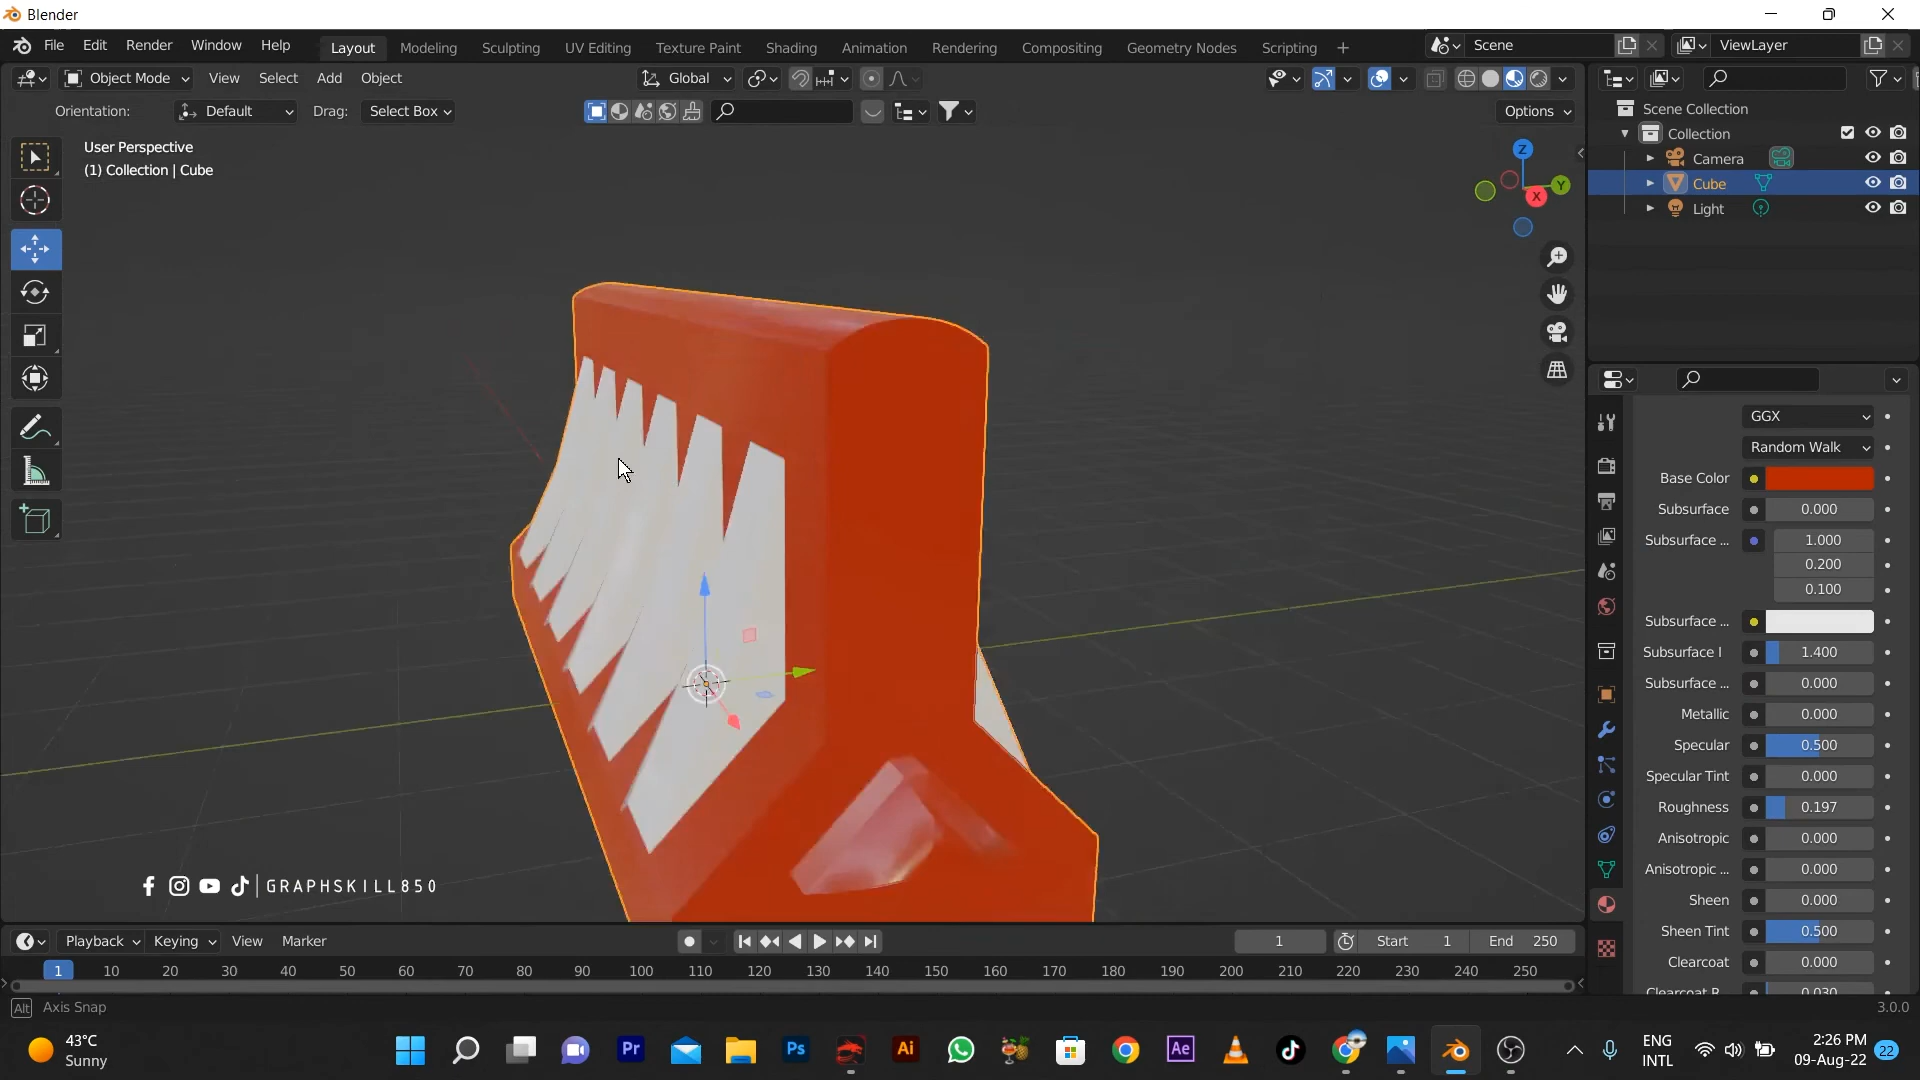 Blender
File Edit Render Window Help Layout Modeling Sculpting UV Editing Texture Paint Shading Animation Rendering Compositing Geometry Nodes Scripting + Scene ViewLayer
Object Mode View Select Add Object Global
Orientation: Default Drag: Select Box Options
User Perspective
(1) Collection | Cube
Z
Y
X
Scene Collection
Collection
Camera
Cube
Light
GGX
Random Walk
Base Color
Subsurface 0.000
Subsurface ... 1.000
0.200
0.100
Subsurface ...
Subsurface I 1.400
Subsurface ... 0.000
Metallic 0.000
Specular 0.500
Specular Tint 0.000
Roughness 0.197
Anisotropic 0.000
Anisotropic ... 0.000
Sheen 0.000
Sheen Tint 0.500
Clearcoat 0.000
Clearcoat R... 0.030
GRAPHSKILL850
Playback Keying View Marker 1 Start 1 End 250
1 10 20 30 40 50 60 70 80 90 100 110 120 130 140 150 160 170 180 190 200 210 220 230 240 250
Alt Axis Snap 3.0.0
43°C
Sunny
Pr Ps Ai Ae
ENG
INTL
2:26 PM
09-Aug-22
22